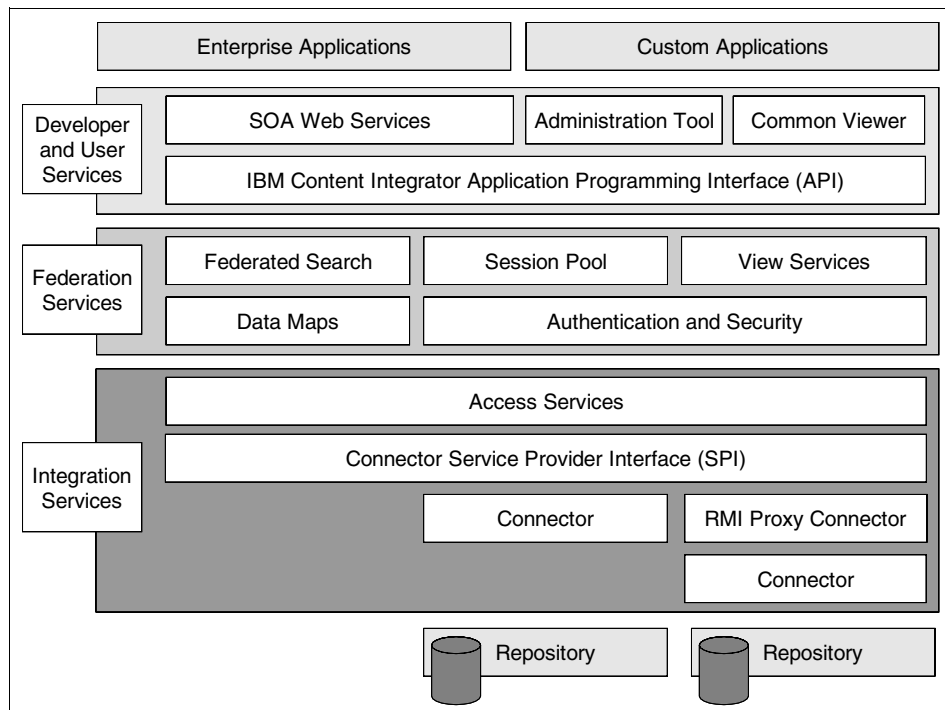 Enterprise Applications
Custom Applications
Developer
and User
Services
SOA Web Services
Administration Tool
Common Viewer
IBM Content Integrator Application Programming Interface (API)
Federation
Services
Federated Search
Session Pool
View Services
Data Maps
Authentication and Security
Integration
Services
Access Services
Connector Service Provider Interface (SPI)
Connector
RMI Proxy Connector
Connector
Repository
Repository